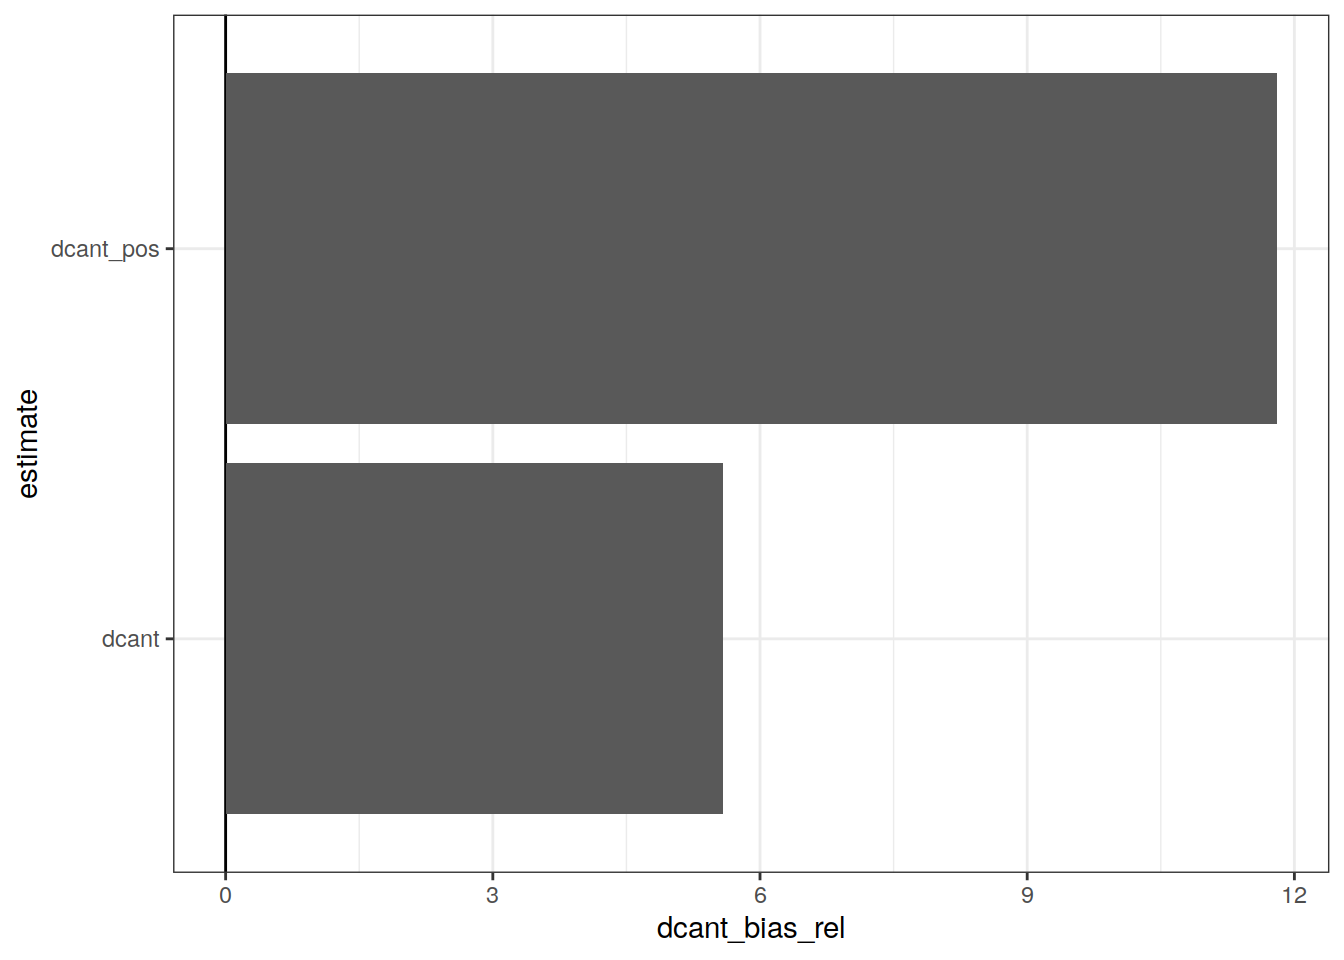 estimate
dcant_pos
dcant
0 3 6 9 12
dcant_bias_rel